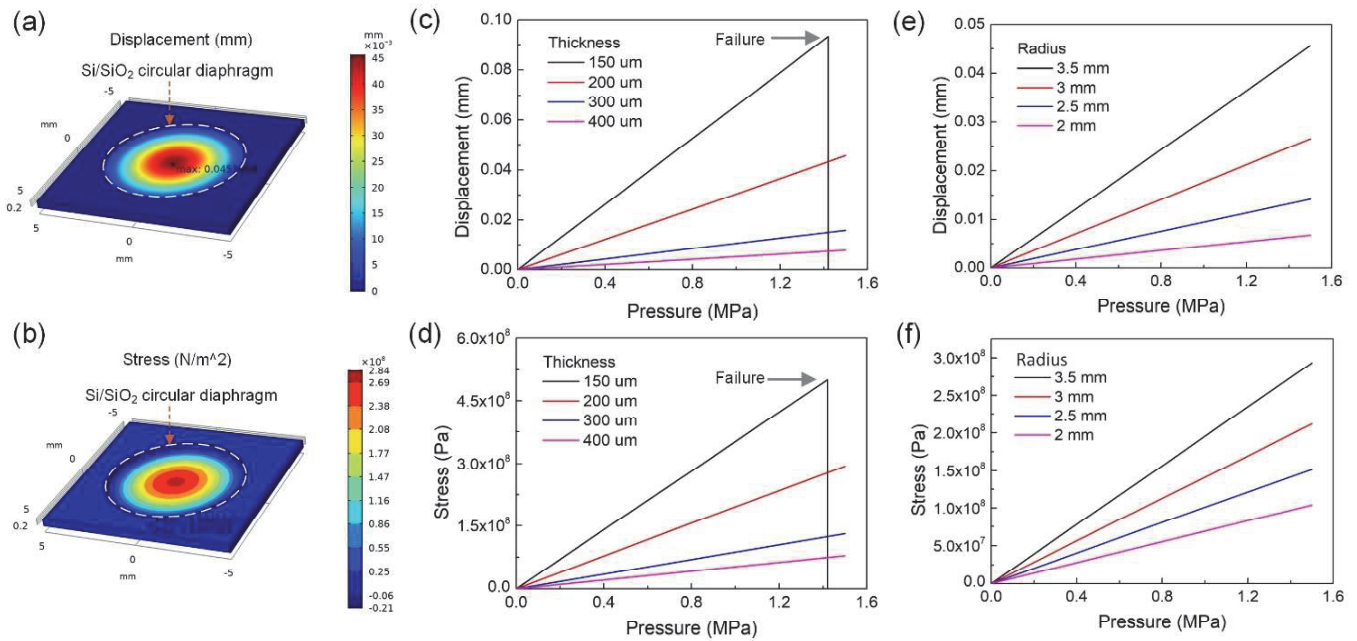 (a)
Displacement (mm)
Si/SiO₂ circular diaphragm
-5
mm
0
5
0.2
5
0
mm
-5
mm
×10⁻³
45
40
35
30
25
20
15
10
5
0
(b)
Stress (N/m^2)
Si/SiO₂ circular diaphragm
-5
mm
0
5
0.2
5
0
mm
-5
×10⁸
2.84
2.69
2.38
2.08
1.77
1.47
1.16
0.86
0.55
0.25
-0.06
-0.21
(c)
Displacement (mm)
0.10
0.08
0.06
0.04
0.02
0.00
Thickness
150 um
200 um
300 um
400 um
Failure
0.0 0.4 0.8 1.2 1.6
Pressure (MPa)
(d)
Stress (Pa)
6.0x10⁸
4.5x10⁸
3.0x10⁸
1.5x10⁸
0.0
Thickness
150 um
200 um
300 um
400 um
Failure
0.0 0.4 0.8 1.2 1.6
Pressure (MPa)
(e)
Displacement (mm)
0.05
0.04
0.03
0.02
0.01
0.00
Radius
3.5 mm
3 mm
2.5 mm
2 mm
0.0 0.4 0.8 1.2 1.6
Pressure (MPa)
(f)
Stress (Pa)
3.0x10⁸
2.5x10⁸
2.0x10⁸
1.5x10⁸
1.0x10⁸
5.0x10⁷
0.0
Radius
3.5 mm
3 mm
2.5 mm
2 mm
0.0 0.4 0.8 1.2 1.6
Pressure (MPa)